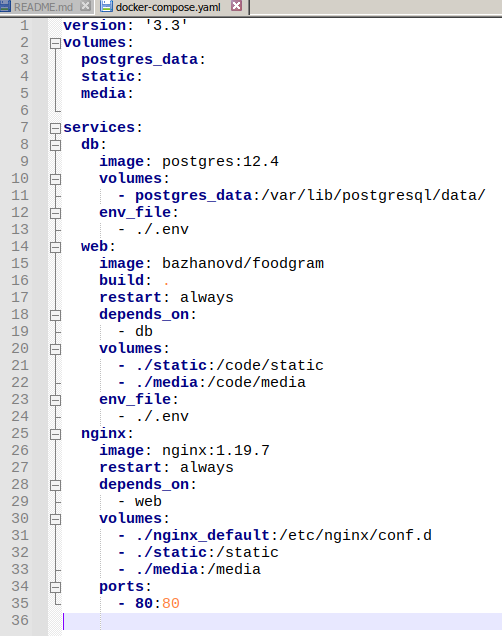 README.md docker-compose.yaml
1 version: '3.3'
2 volumes:
3   postgres_data:
4   static:
5   media:
6
7 services:
8   db:
9     image: postgres:12.4
10     volumes:
11       - postgres_data:/var/lib/postgresql/data/
12     env_file:
13       - ./.env
14   web:
15     image: bazhanovd/foodgram
16     build: .
17     restart: always
18     depends_on:
19       - db
20     volumes:
21       - ./static:/code/static
22       - ./media:/code/media
23     env_file:
24       - ./.env
25   nginx:
26     image: nginx:1.19.7
27     restart: always
28     depends_on:
29       - web
30     volumes:
31       - ./nginx_default:/etc/nginx/conf.d
32       - ./static:/static
33       - ./media:/media
34     ports:
35       - 80:80
36